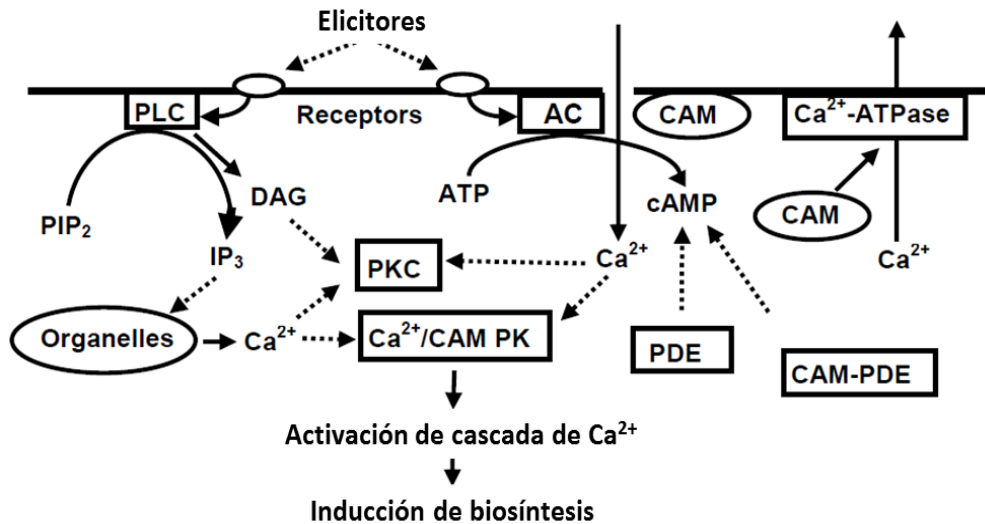 Elicitores
PLC
Receptors
AC
CAM
Ca²⁺-ATPase
DAG
ATP
cAMP
CAM
PIP₂
IP₃
PKC
Ca²⁺
Ca²⁺
Organelles
Ca²⁺
Ca²⁺/CAM PK
PDE
CAM-PDE
Activación de cascada de Ca²⁺
Inducción de biosíntesis